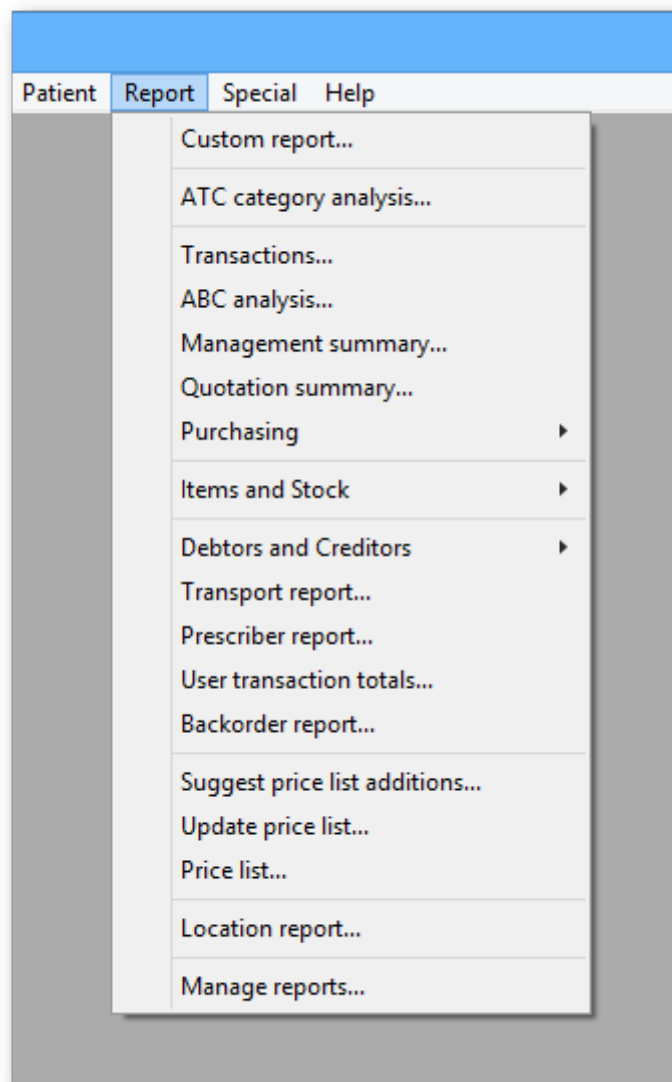 Patient Report Special Help
Custom report...
ATC category analysis...
Transactions...
ABC analysis...
Management summary...
Quotation summary...
Purchasing
Items and Stock
Debtors and Creditors
Transport report...
Prescriber report...
User transaction totals...
Backorder report...
Suggest price list additions...
Update price list...
Price list...
Location report...
Manage reports...